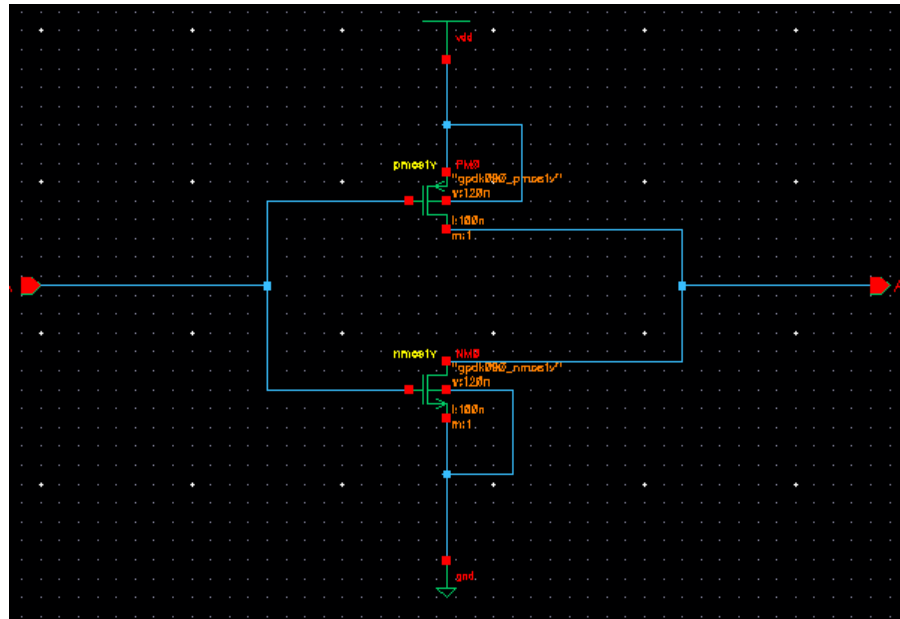 vdd
pmos1v PM0
"gpdk090_pmos1v"
w:120n
l:100n
m:1
A
nmos1v NM0
"gpdk090_nmos1v"
w:120n
l:100n
m:1
gnd